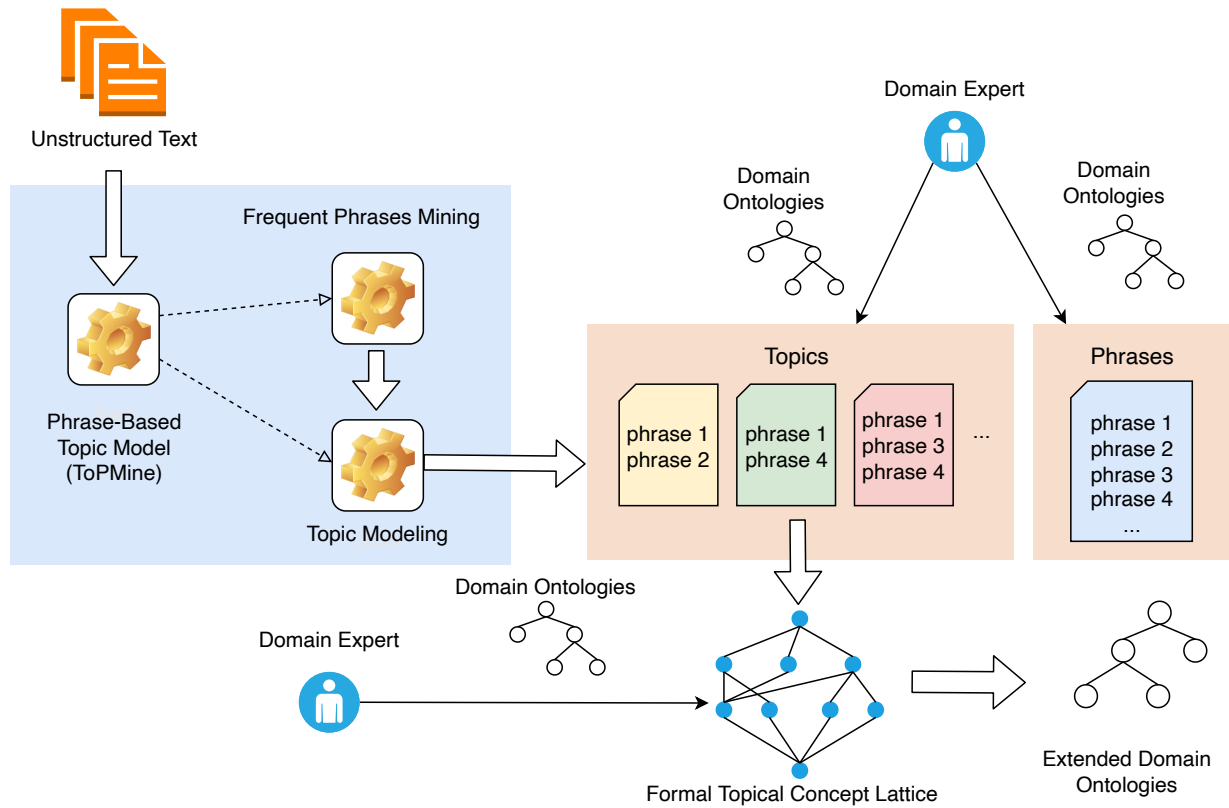 Unstructured Text
Domain Expert
Domain
Ontologies
Domain
Ontologies
Frequent Phrases Mining
Phrase-Based
Topic Model
(ToPMine)
Topic Modeling
Topics
phrase 1
phrase 2
phrase 1
phrase 4
phrase 1
phrase 3
phrase 4
...
Phrases
phrase 1
phrase 2
phrase 3
phrase 4
...
Domain Ontologies
Domain Expert
Formal Topical Concept Lattice
Extended Domain
Ontologies